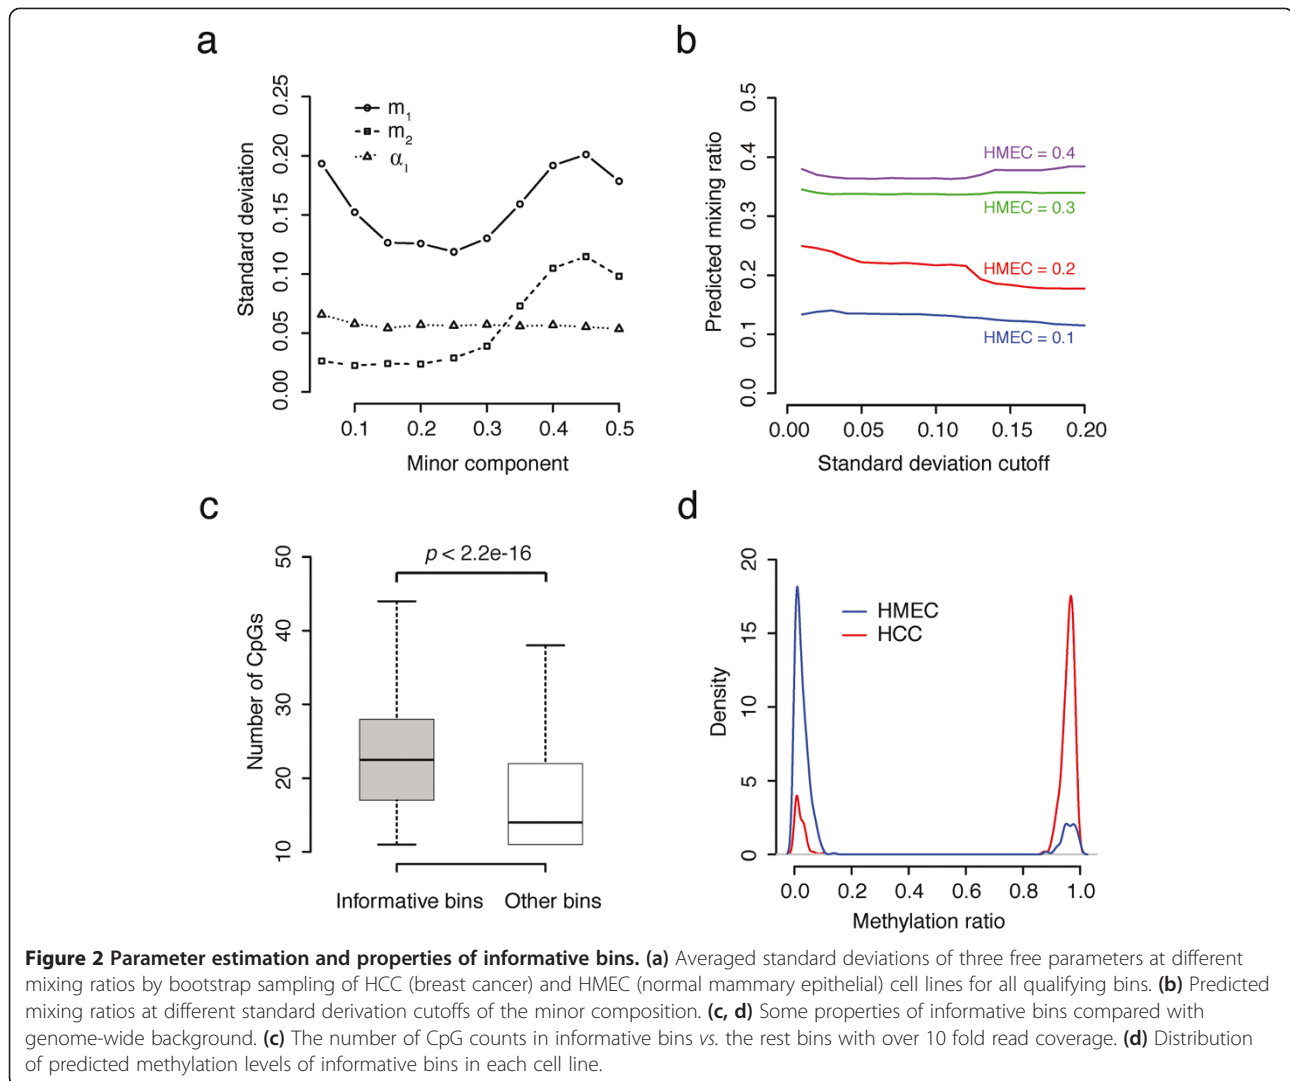 a
0.25
0.20
0.15
0.10
0.05
0.00
Standard deviation
m1
m2
α1
0.1 0.2 0.3 0.4 0.5
Minor component
b
0.5
0.4
0.3
0.2
0.1
0.0
Predicted mixing ratio
HMEC = 0.4
HMEC = 0.3
HMEC = 0.2
HMEC = 0.1
0.00 0.05 0.10 0.15 0.20
Standard deviation cutoff
c
50
40
30
20
10
Number of CpGs
p < 2.2e-16
Informative bins Other bins
d
20
15
10
5
0
Density
HMEC
HCC
0.0 0.2 0.4 0.6 0.8 1.0
Methylation ratio
Figure 2 Parameter estimation and properties of informative bins. (a) Averaged standard deviations of three free parameters at different
mixing ratios by bootstrap sampling of HCC (breast cancer) and HMEC (normal mammary epithelial) cell lines for all qualifying bins. (b) Predicted
mixing ratios at different standard derivation cutoffs of the minor composition. (c, d) Some properties of informative bins compared with
genome-wide background. (c) The number of CpG counts in informative bins vs. the rest bins with over 10 fold read coverage. (d) Distribution
of predicted methylation levels of informative bins in each cell line.